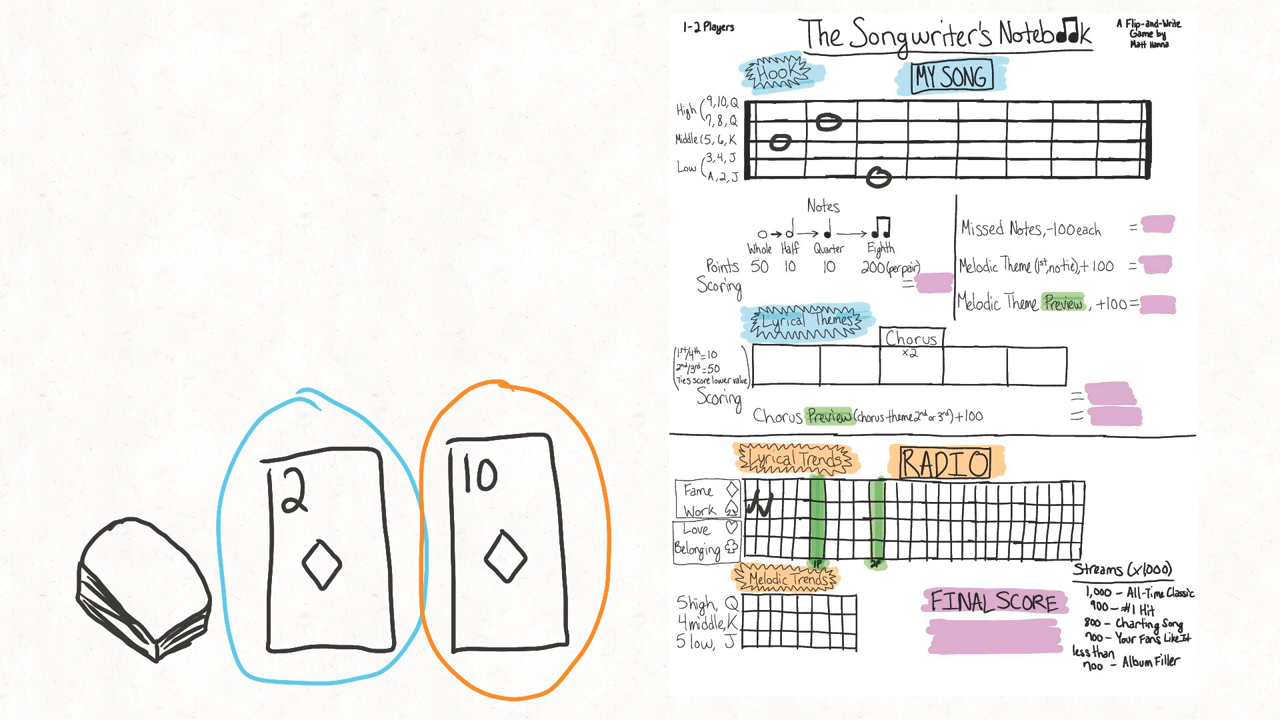 1-2 Players
The Songwriter's Notebook
A Flip-and-Write
Game by
Matt Hanna
Hook
MY SONG
High
9, 10, Q
7, 8, Q
Middle
5, 6, K
Low
3, 4, J
A, 2, J
Notes
Whole Half Quarter Eighth
Points 50 10 10 200 (per pair)
Scoring =
Missed Notes, -100 each =
Melodic Theme (1st, no tie), + 100 =
Melodic Theme Preview, +100 =
Lyrical Themes
Chorus
x2
1st/4th = 10
2nd/3rd = 50
Ties score lower value
Scoring =
Chorus Preview (chorus theme 2nd or 3rd) +100 =
Lyrical Trends
RADIO
Fame
Work
Love
Belonging
1P 2P
Melodic Trends
5 high, Q
4 middle, K
5 low, J
FINAL SCORE
Streams (x1000)
1,000 - All-Time Classic
900 - #1 Hit
800 - Charting Song
700 - Your Fans Like It
less than
700 - Album Filler
2
10